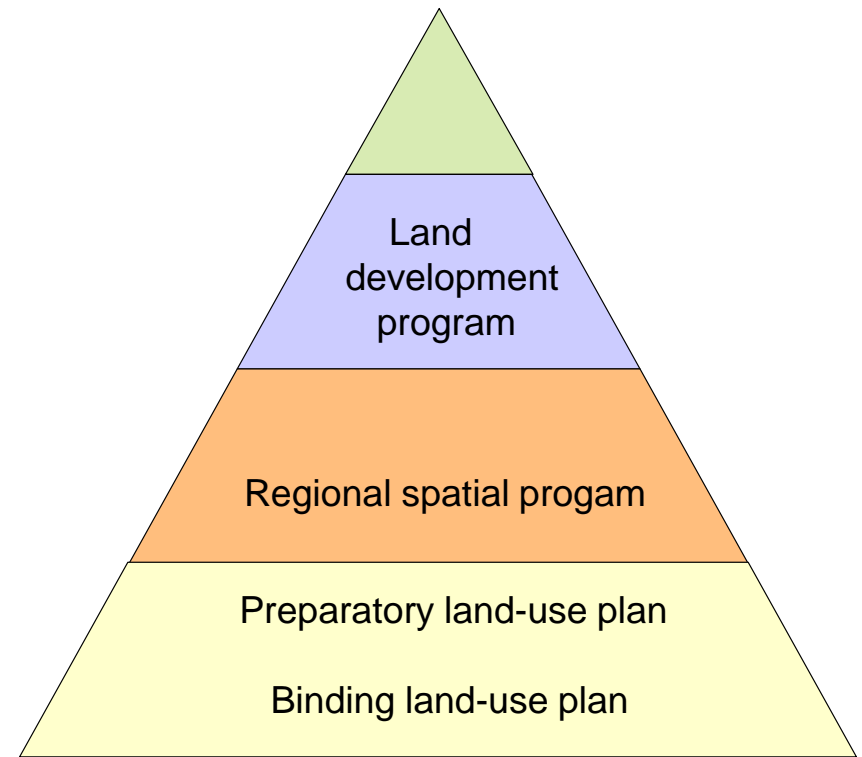 Land
development
program
Regional spatial progam
Preparatory land-use plan
Binding land-use plan